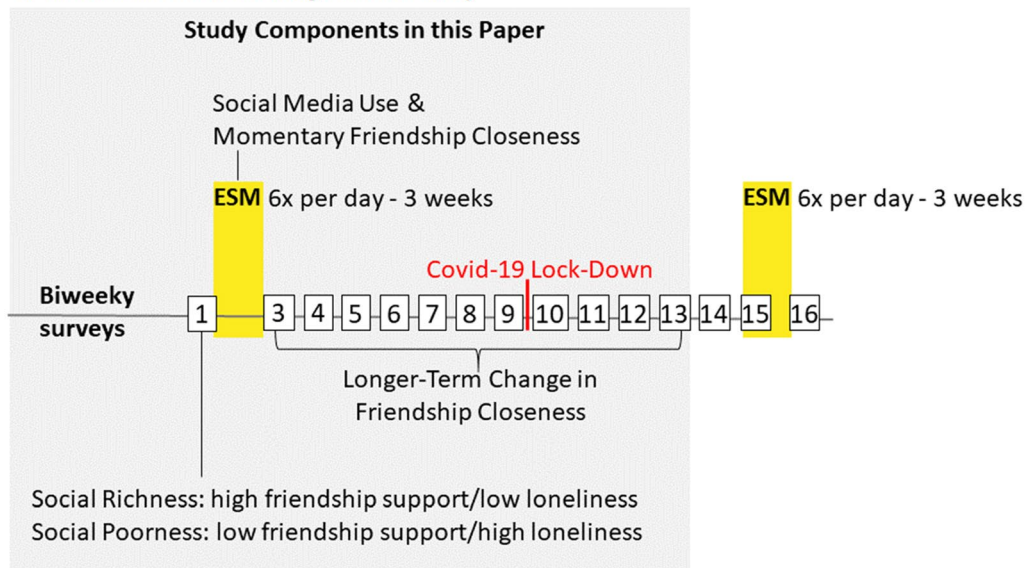 Study Components in this Paper
Social Media Use &
Momentary Friendship Closeness
ESM 6x per day - 3 weeks
ESM 6x per day - 3 weeks
Covid-19 Lock-Down
Biweeky
surveys
1 3 4 5 6 7 8 9 10 11 12 13 14 15 16
Longer-Term Change in
Friendship Closeness
Social Richness: high friendship support/low loneliness
Social Poorness: low friendship support/high loneliness